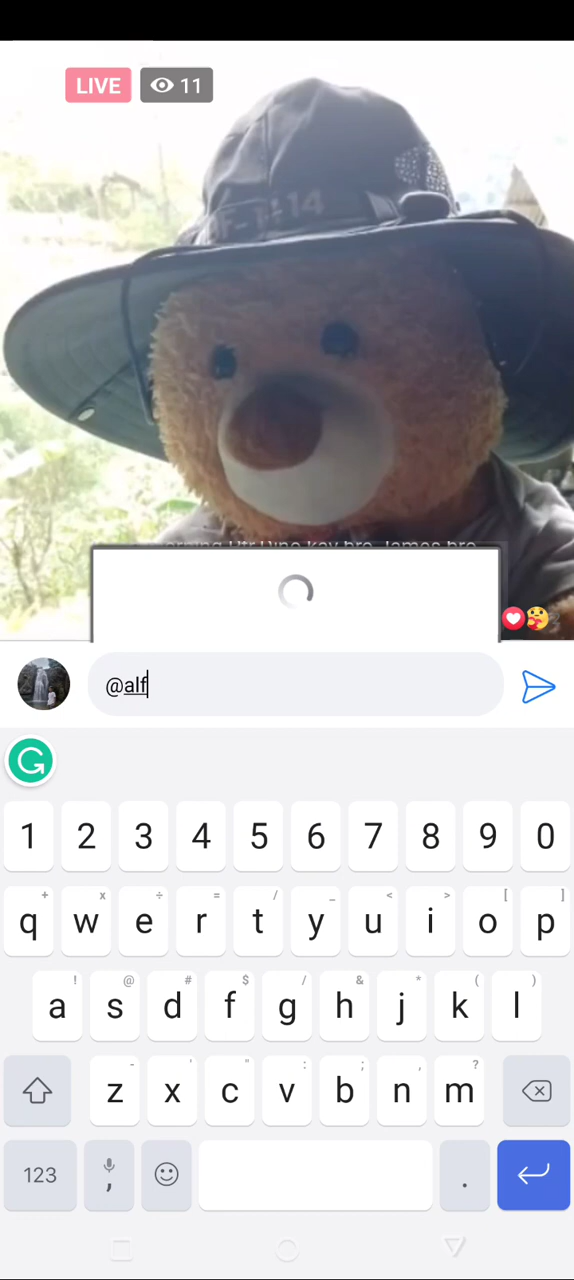 LIVE 11
@alf
1 2 3 4 5 6 7 8 9 0
+ x ÷ = / _ < > [ ]
q w e r t y u i o p
! @ # $ / & * ( )
a s d f g h j k l
- ' " : ; , ?
z x c v b n m
123 , .